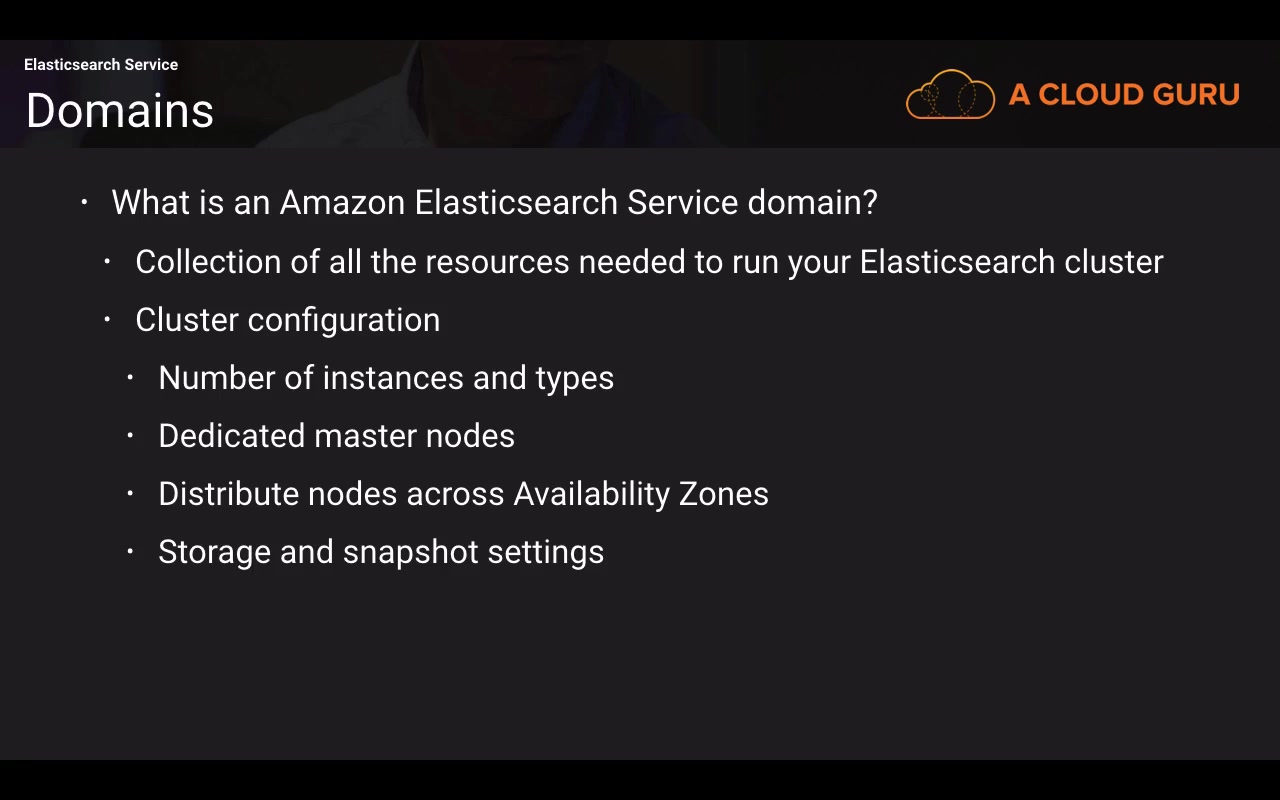 Elasticsearch Service
Domains
A CLOUD GURU
· What is an Amazon Elasticsearch Service domain?
· Collection of all the resources needed to run your Elasticsearch cluster
· Cluster configuration
· Number of instances and types
· Dedicated master nodes
· Distribute nodes across Availability Zones
· Storage and snapshot settings